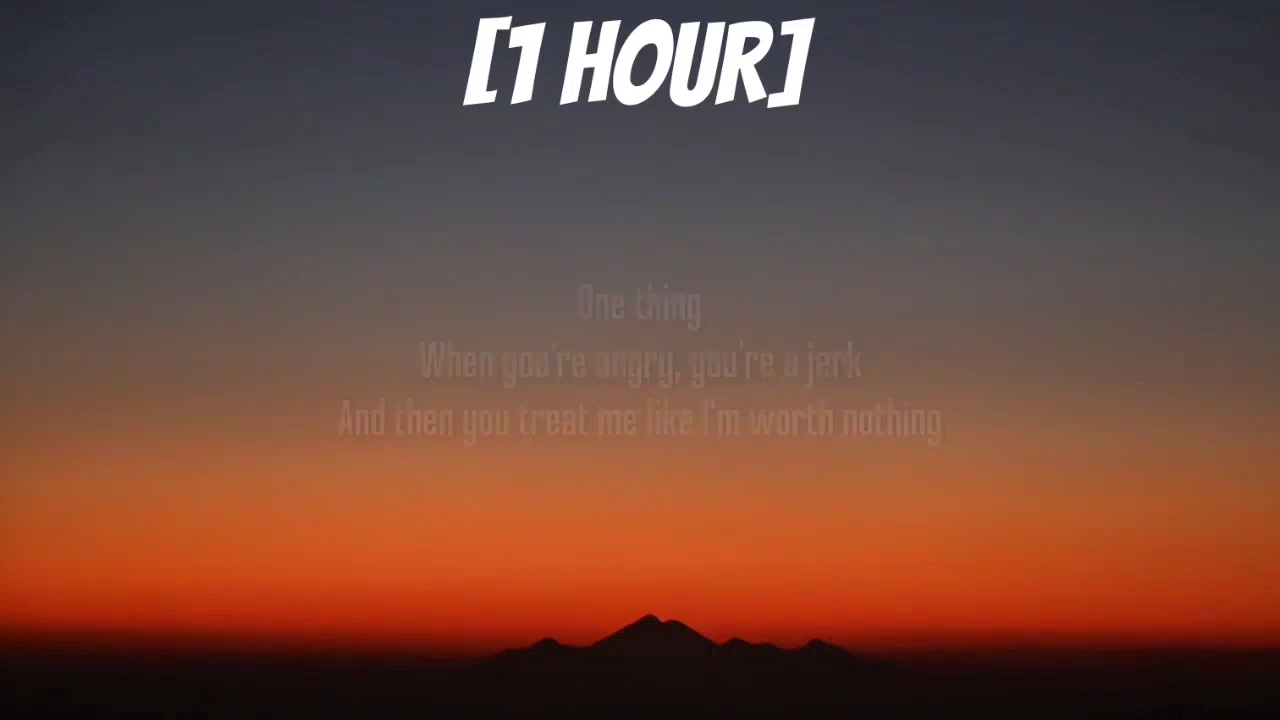 [1 HOUR]
One thing
When you're angry, you're a jerk
And then you treat me like I'm worth nothing